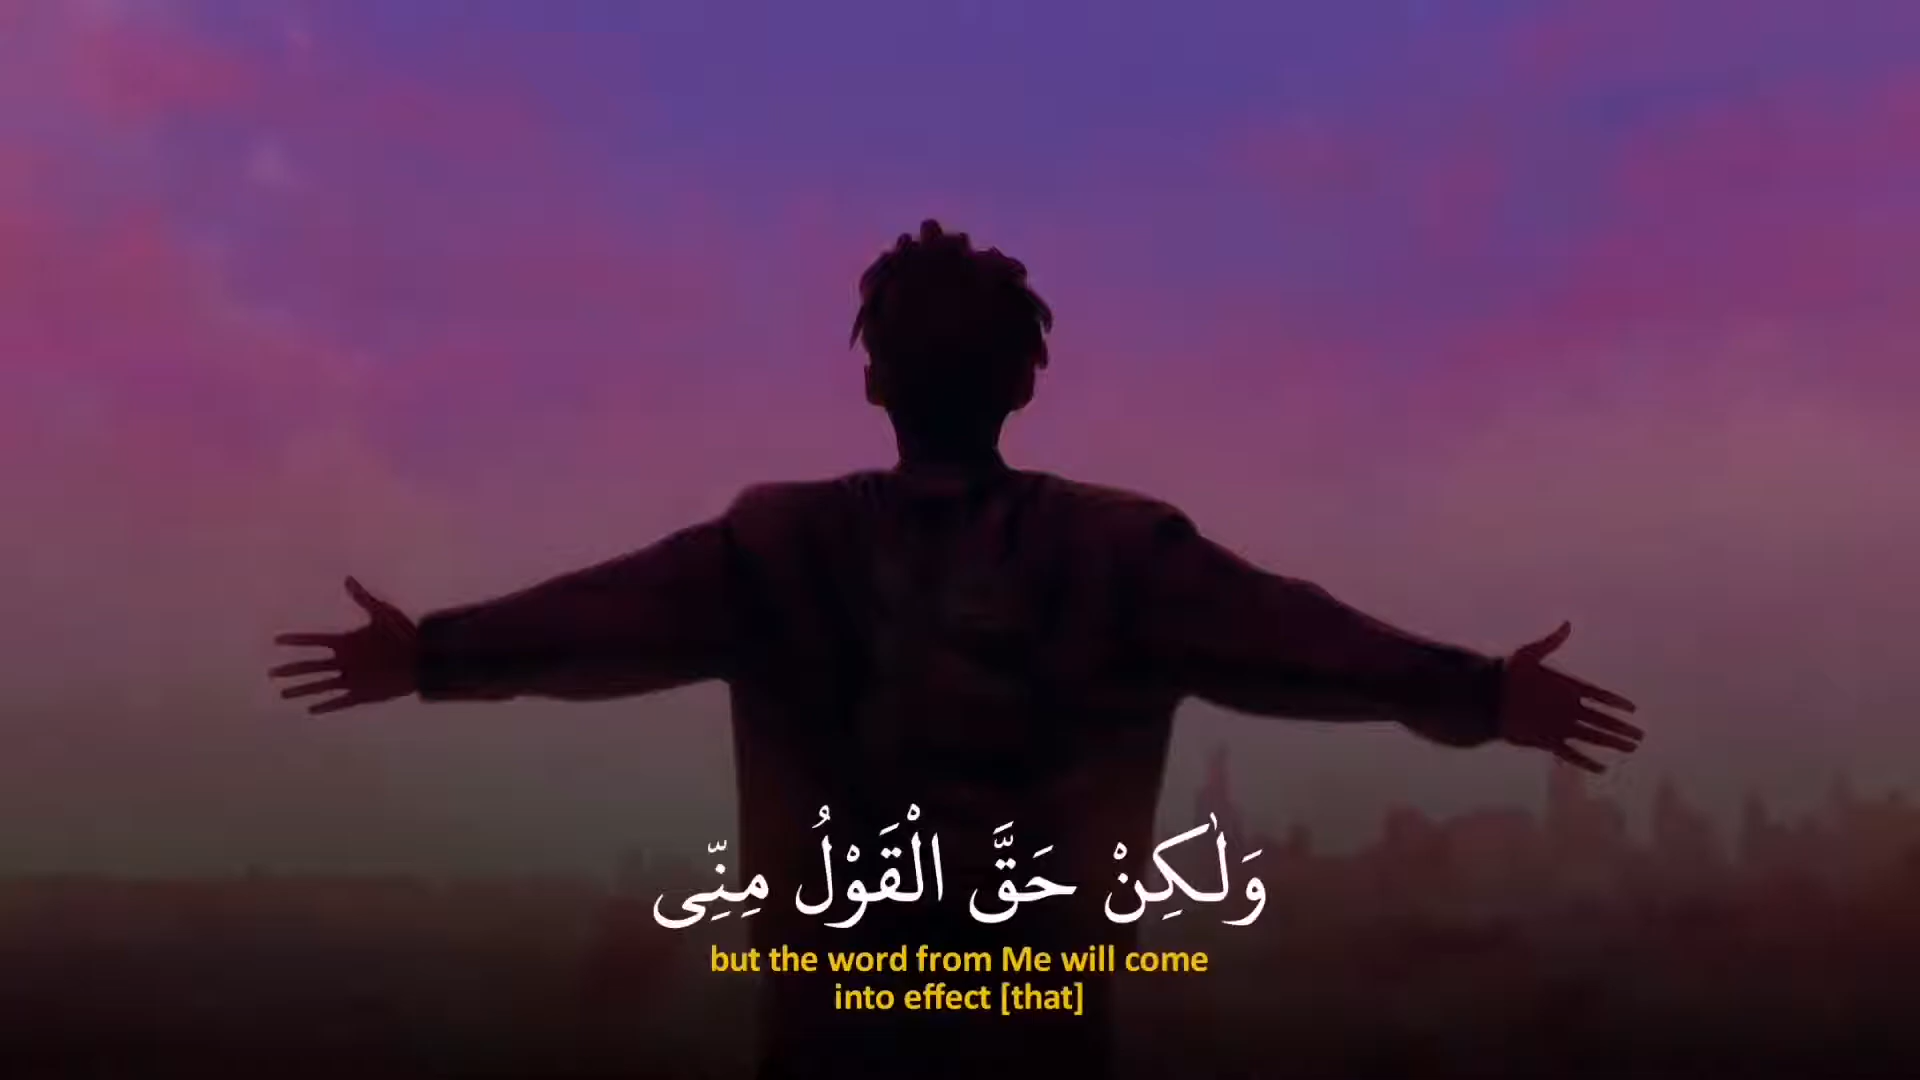 وَلَٰكِنْ حَقَّ الْقَوْلُ مِنِّى
but the word from Me will come
into effect [that]